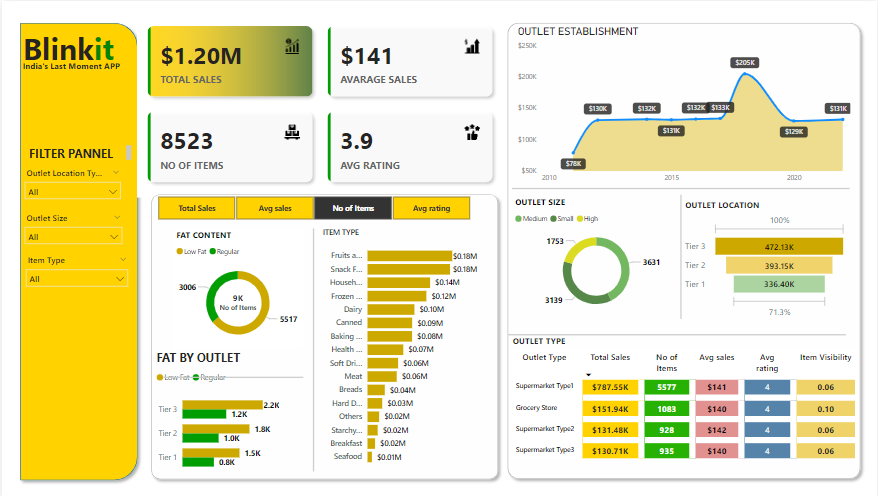 Blinkit
India's Last Moment APP
FILTER PANNEL
Outlet Location Ty...
All
Outlet Size
All
Item Type
All
$1.20M
TOTAL SALES
$141
AVARAGE SALES
8523
NO OF ITEMS
3.9
AVG RATING
Total Sales
Avg sales
No of Items
Avg rating
FAT CONTENT
Low Fat Regular
3006
9K
No of Items
5517
FAT BY OUTLET
Low Fat Regular
Tier 3 2.2K
1.2K
Tier 2 1.8K
1.0K
Tier 1 1.5K
0.8K
ITEM TYPE
Fruits a... $0.18M
Snack F... $0.18M
Househ... $0.14M
Frozen ... $0.12M
Dairy $0.10M
Canned $0.09M
Baking ... $0.08M
Health ... $0.07M
Soft Dri... $0.06M
Meat $0.06M
Breads $0.04M
Hard D... $0.03M
Others $0.02M
Starchy... $0.02M
Breakfast $0.02M
Seafood $0.01M
OUTLET ESTABLISHMENT
$250K
$200K
$150K
$100K
$50K
$78K
$130K
$132K
$131K
$132K
$133K
$205K
$129K
$131K
2010 2015 2020
OUTLET SIZE
Medium Small High
1753
3631
3139
OUTLET LOCATION
100%
Tier 3 472.13K
Tier 2 393.15K
Tier 1 336.40K
71.3%
OUTLET TYPE
Outlet Type Total Sales No of Items Avg sales Avg rating Item Visibility
Supermarket Type1 $787.55K 5577 $141 4 0.06
Grocery Store $151.94K 1083 $140 4 0.10
Supermarket Type2 $131.48K 928 $142 4 0.06
Supermarket Type3 $130.71K 935 $140 4 0.06